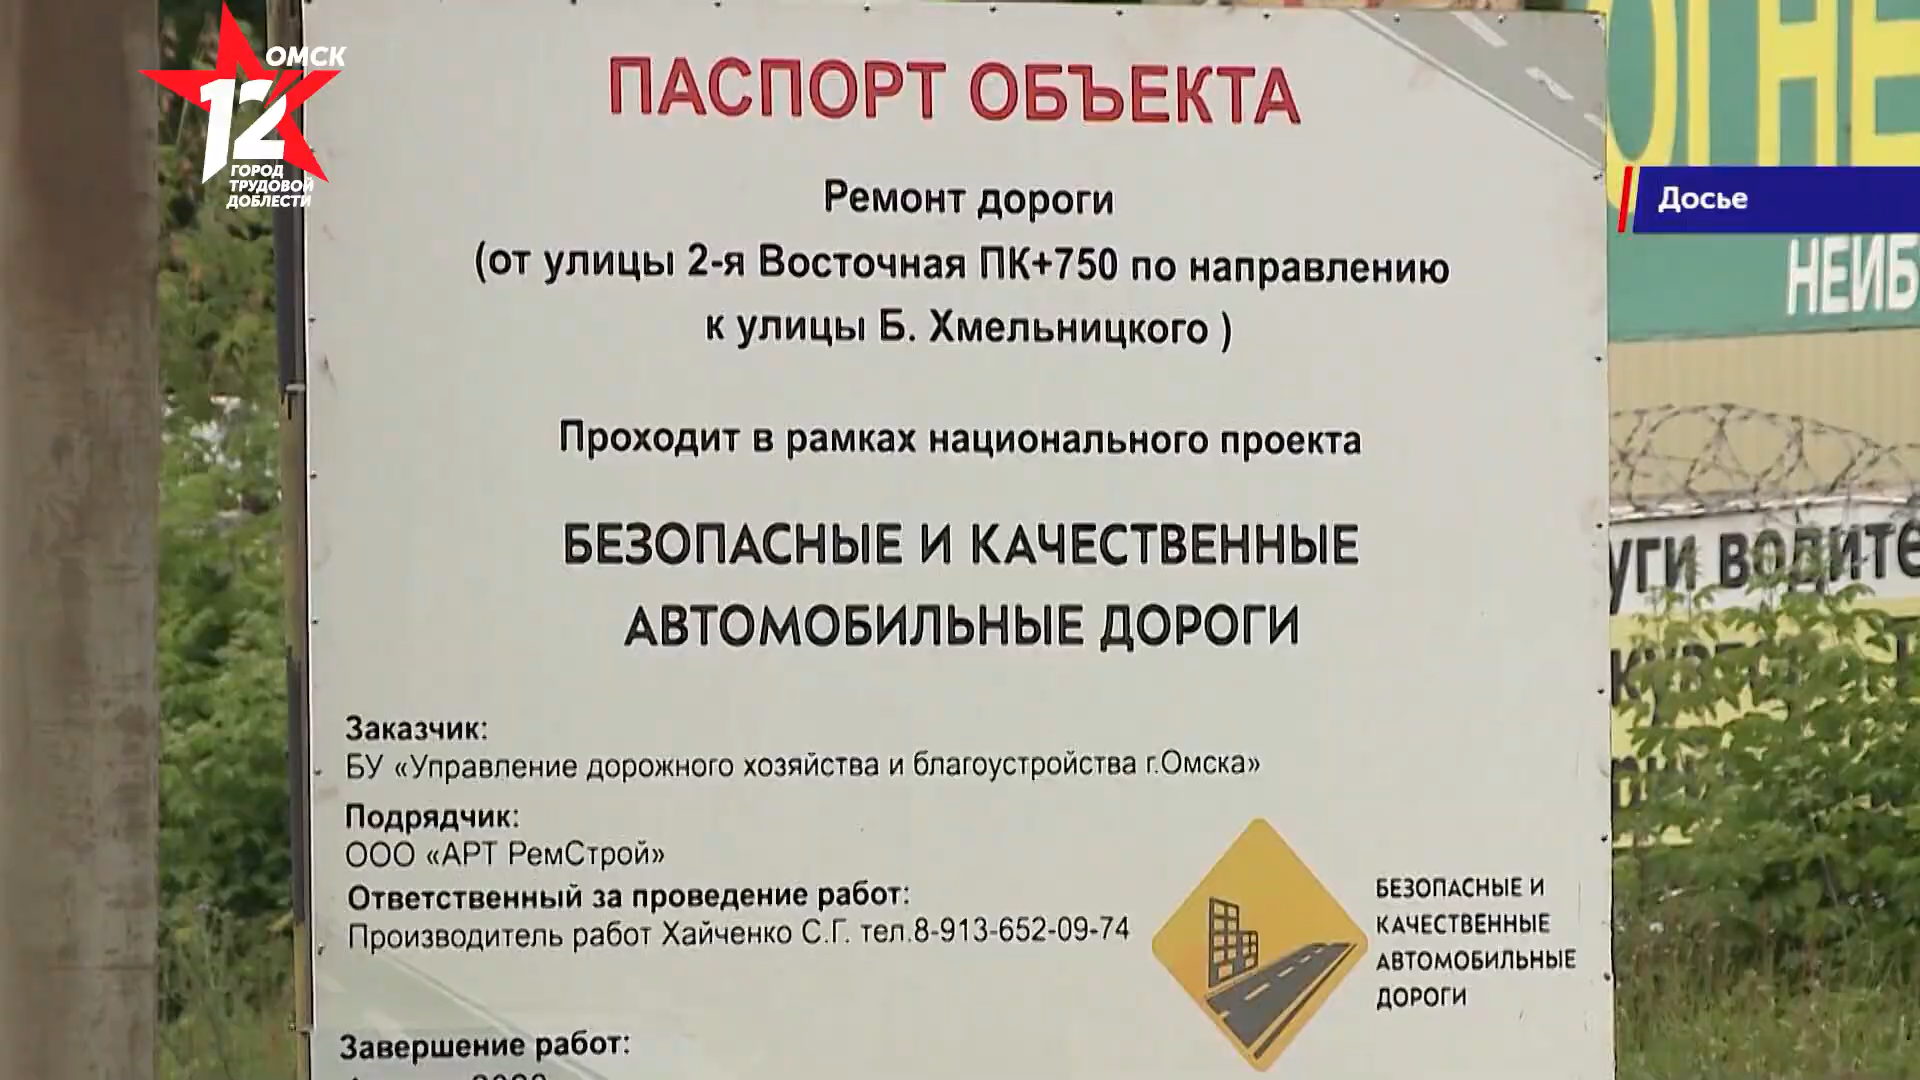 ОМСК
12
ГОРОД
ТРУДОВОЙ
ДОБЛЕСТИ
Досье
ПАСПОРТ ОБЪЕКТА
Ремонт дороги
(от улицы 2-я Восточная ПК+750 по направлению
к улицы Б. Хмельницкого )
Проходит в рамках национального проекта
БЕЗОПАСНЫЕ И КАЧЕСТВЕННЫЕ
АВТОМОБИЛЬНЫЕ ДОРОГИ
Заказчик:
БУ «Управление дорожного хозяйства и благоустройства г.Омска»
Подрядчик:
ООО «АРТ РемСтрой»
Ответственный за проведение работ:
Производитель работ Хайченко С.Г. тел.8-913-652-09-74
БЕЗОПАСНЫЕ И
КАЧЕСТВЕННЫЕ
АВТОМОБИЛЬНЫЕ
ДОРОГИ
Завершение работ: